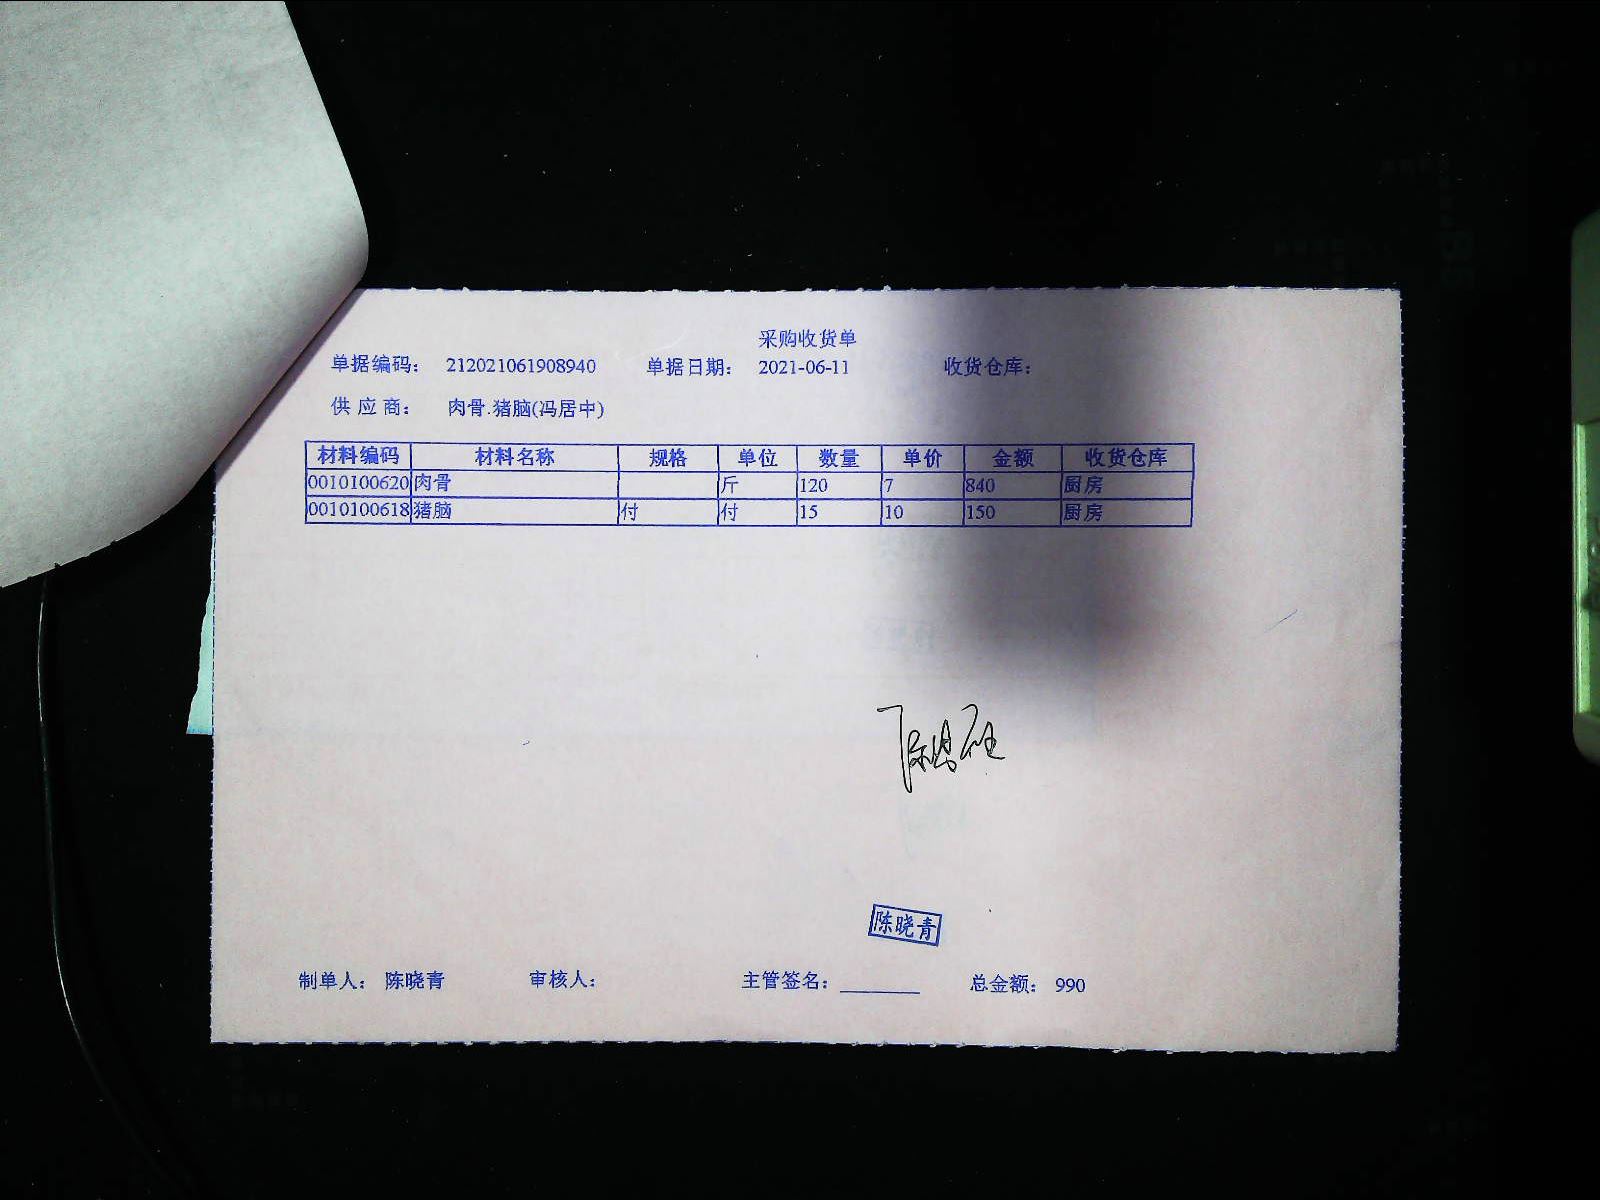 采购收货单
单据编码： 212021061908940 单据日期： 2021-06-11 收货仓库：
供 应 商： 肉骨.猪脑(冯居中)
材料编码 材料名称 规格 单位 数量 单价 金额 收货仓库
0010100620 肉骨 斤 120 7 840 厨房
0010100618 猪脑 付 付 15 10 150 厨房
陈晓青
制单人： 陈晓青 审核人： 主管签名： 总金额： 990